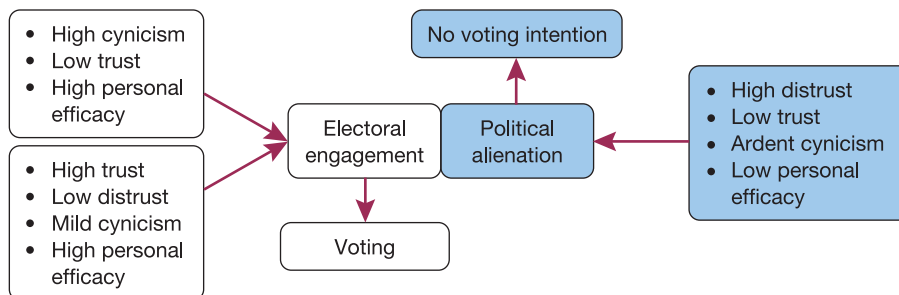 • High cynicism
• Low trust
• High personal
efficacy
• High trust
• Low distrust
• Mild cynicism
• High personal
efficacy
Electoral
engagement
Voting
No voting intention
Political
alienation
• High distrust
• Low trust
• Ardent cynicism
• Low personal
efficacy